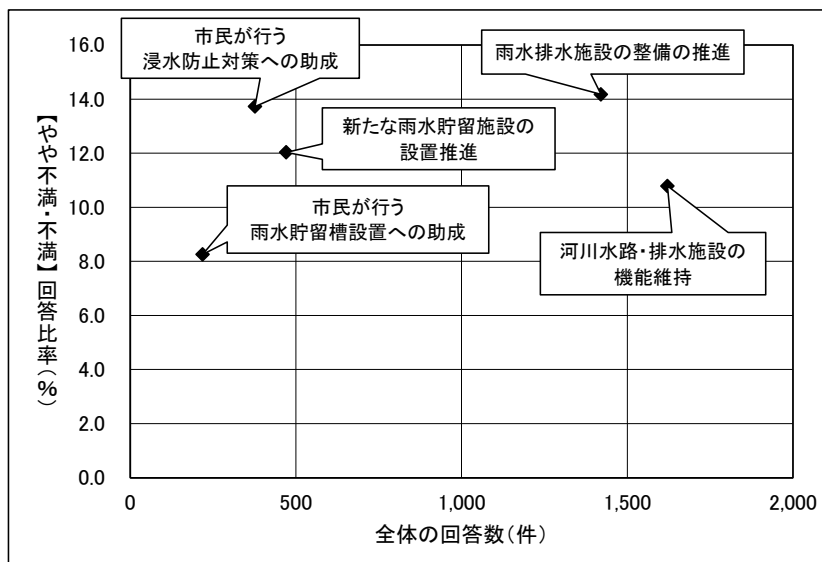 市民が行う
浸水防止対策への助成
雨水排水施設の整備の推進
新たな雨水貯留施設の
設置推進
市民が行う
雨水貯留槽設置への助成
河川水路・排水施設の
機能維持
【やや不満・不満】回答比率(%)
16.0
14.0
12.0
10.0
8.0
6.0
4.0
2.0
0.0
0
500
1,000
1,500
2,000
全体の回答数(件)